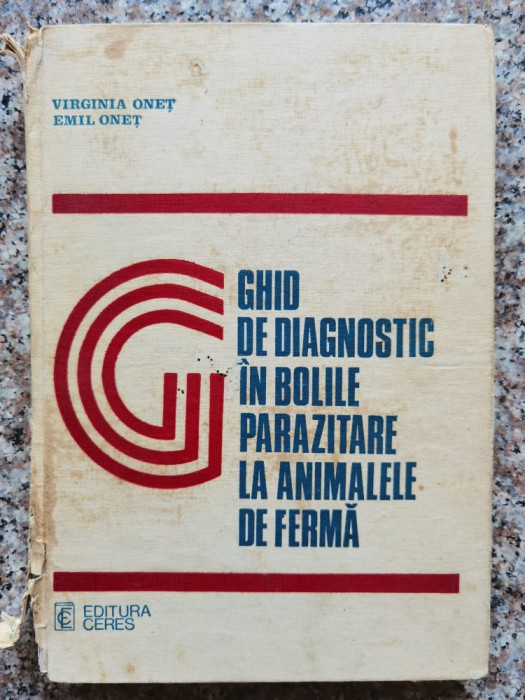 VIRGINIA ONEȚ
EMIL ONEȚ
GHID
DE DIAGNOSTIC
ÎN BOLILE
PARAZITARE
LA ANIMALELE
DE FERMĂ
EDITURA
CERES